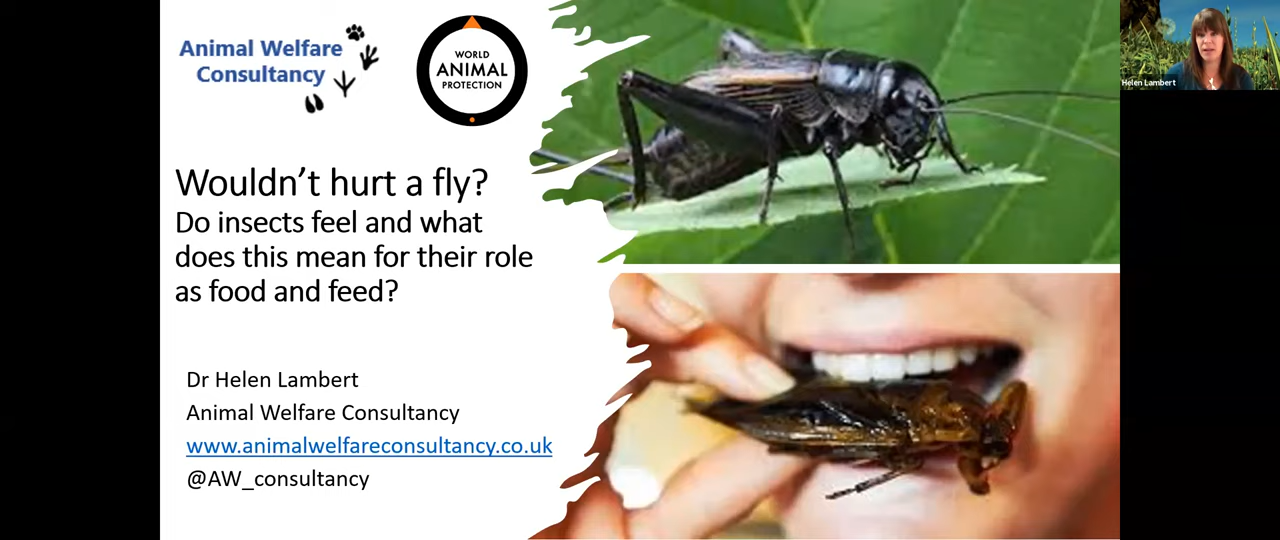 Animal Welfare
Consultancy
WORLD
ANIMAL
PROTECTION
Helen Lambert
Wouldn't hurt a fly?
Do insects feel and what
does this mean for their role
as food and feed?
Dr Helen Lambert
Animal Welfare Consultancy
www.animalwelfareconsultancy.co.uk
@AW_consultancy